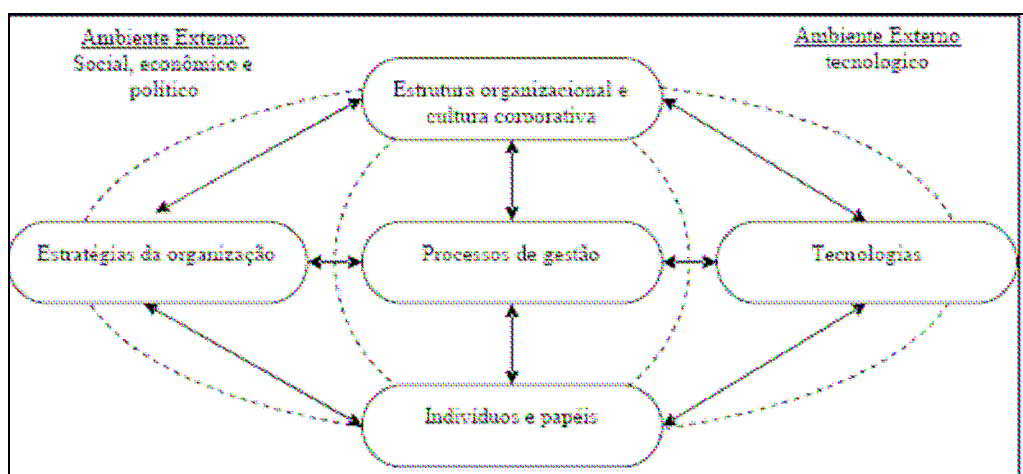 Ambiente Externo
Social, econômico e
político
Ambiente Externo
tecnologico
Estrutura organizacional e
cultura corporativa
Estratégias da organização
Processos de gestão
Tecnologias
Indivíduos e papéis